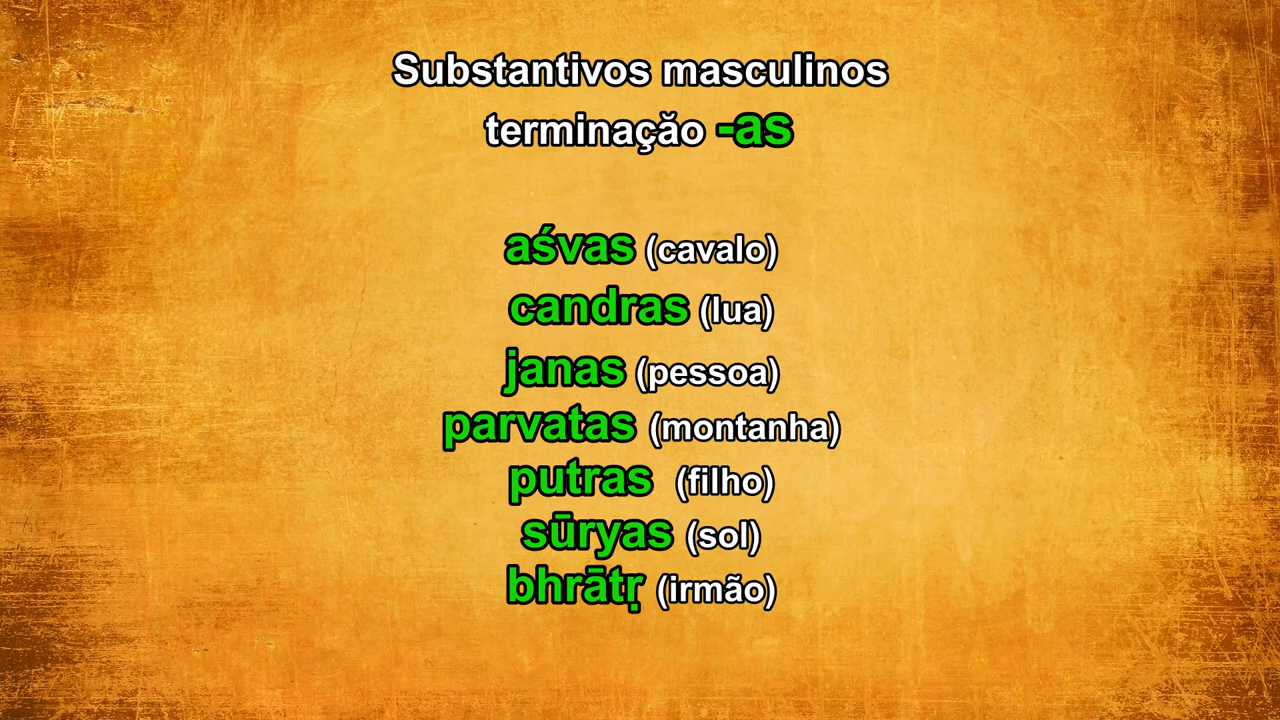 Substantivos masculinos
terminação -as
aśvas (cavalo)
candras (lua)
janas (pessoa)
parvatas (montanha)
putras (filho)
sūryas (sol)
bhrātṛ (irmão)